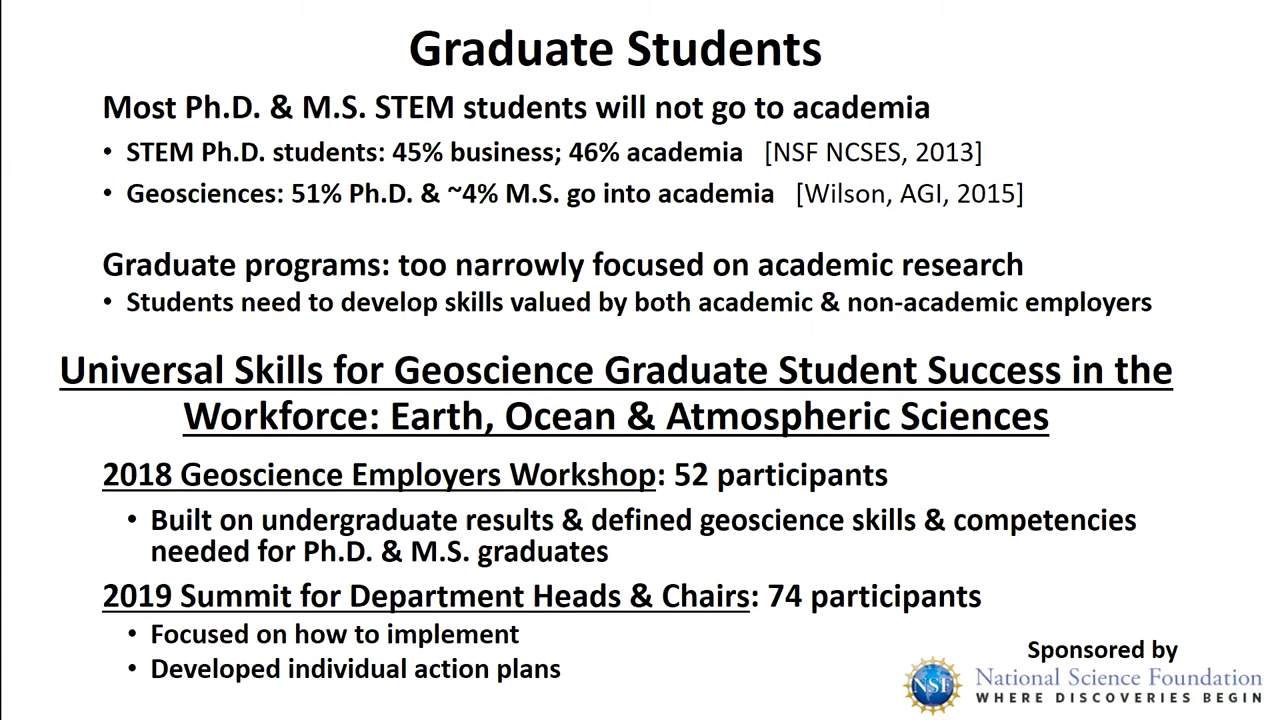 Graduate Students
Most Ph.D. & M.S. STEM students will not go to academia
• STEM Ph.D. students: 45% business; 46% academia [NSF NCSES, 2013]
• Geosciences: 51% Ph.D. & ~4% M.S. go into academia [Wilson, AGI, 2015]
Graduate programs: too narrowly focused on academic research
• Students need to develop skills valued by both academic & non-academic employers
Universal Skills for Geoscience Graduate Student Success in the
Workforce: Earth, Ocean & Atmospheric Sciences
2018 Geoscience Employers Workshop: 52 participants
• Built on undergraduate results & defined geoscience skills & competencies
needed for Ph.D. & M.S. graduates
2019 Summit for Department Heads & Chairs: 74 participants
• Focused on how to implement
• Developed individual action plans
Sponsored by
NSF
National Science Foundation
WHERE DISCOVERIES BEGIN